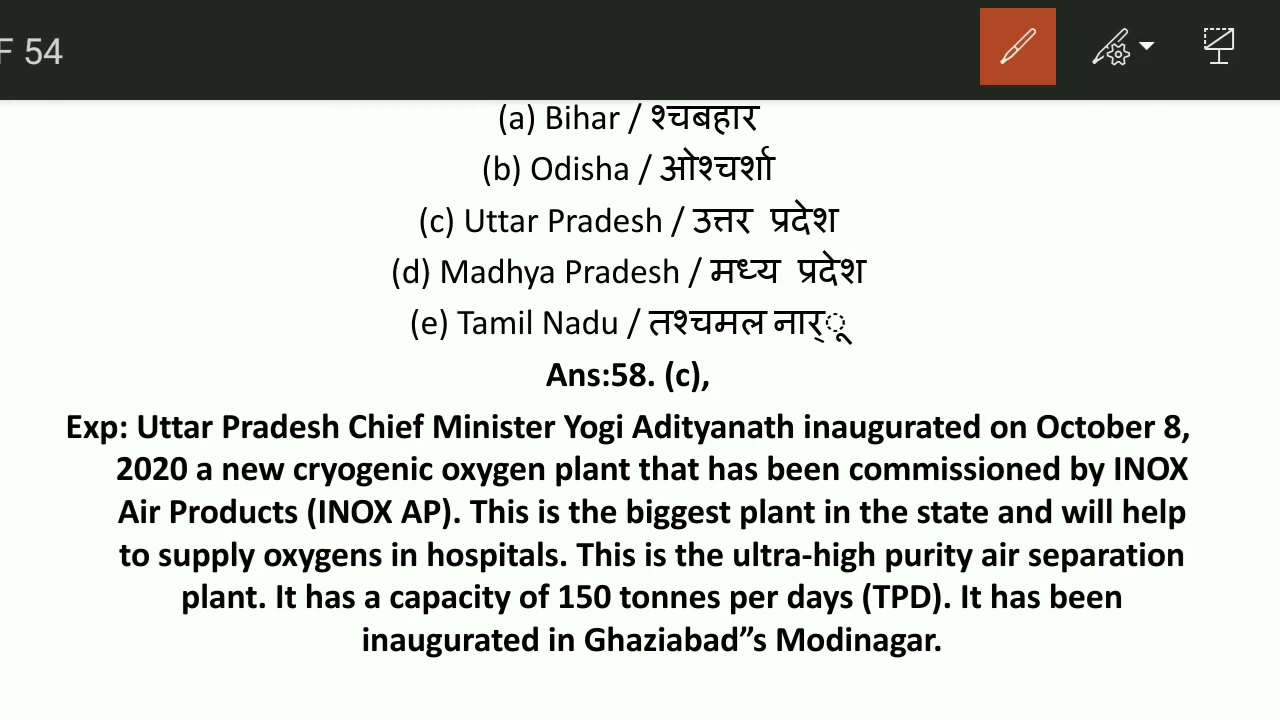 F 54
(a) Bihar / श्चबहार
(b) Odisha / ओश्चर्शा
(c) Uttar Pradesh / उत्तर प्रदेश
(d) Madhya Pradesh / मध्य प्रदेश
(e) Tamil Nadu / तश्चमल नार्ू
Ans:58. (c),
Exp: Uttar Pradesh Chief Minister Yogi Adityanath inaugurated on October 8,
2020 a new cryogenic oxygen plant that has been commissioned by INOX
Air Products (INOX AP). This is the biggest plant in the state and will help
to supply oxygens in hospitals. This is the ultra-high purity air separation
plant. It has a capacity of 150 tonnes per days (TPD). It has been
inaugurated in Ghaziabad”s Modinagar.